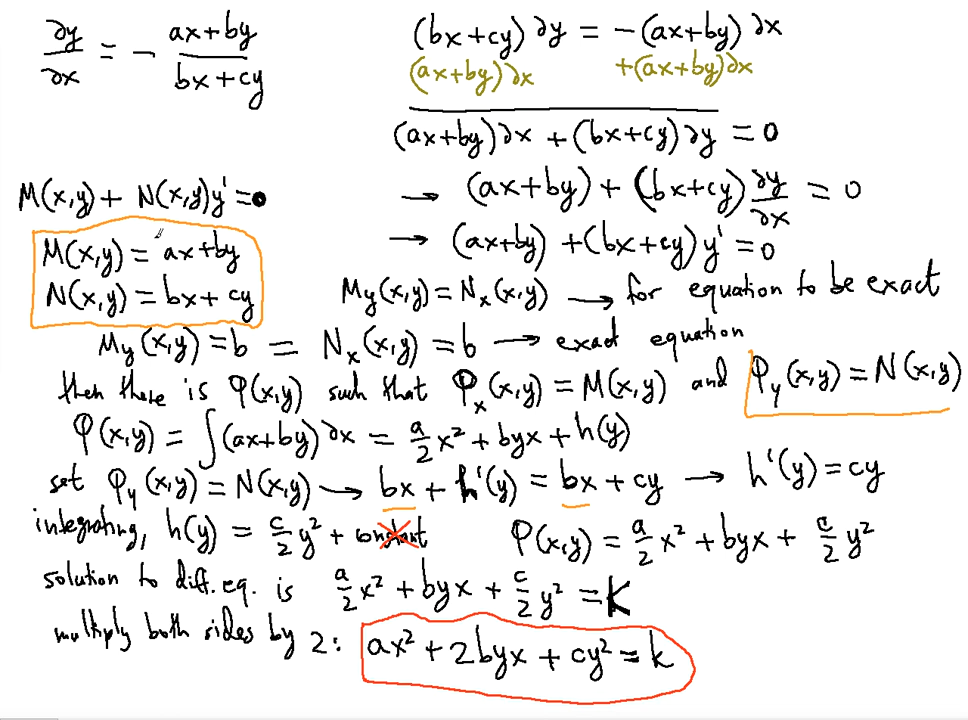 ∂y/∂x = - (ax+by)/(bx+cy)
(bx+cy) ∂y = -(ax+by) ∂x
(ax+by)∂x +(ax+by)∂x
(ax+by)∂x + (bx+cy)∂y = 0
M(x,y) + N(x,y)y' = 0
→ (ax+by) + (bx+cy) ∂y/∂x = 0
M(x,y) = ax+by
→ (ax+by) + (bx+cy) y' = 0
N(x,y) = bx+cy
My(x,y) = Nx(x,y) → for equation to be exact
My(x,y) = b = Nx(x,y) = b → exact equation
then there is φ(x,y) such that φx(x,y) = M(x,y) and φy(x,y) = N(x,y)
φ(x,y) = ∫(ax+by)∂x = a/2 x² + byx + h(y)
set φy(x,y) = N(x,y) → bx + h'(y) = bx + cy → h'(y) = cy
integrating, h(y) = c/2 y² + constant φ(x,y) = a/2 x² + byx + c/2 y²
solution to diff. eq. is a/2 x² + byx + c/2 y² = K
multiply both sides by 2: ax² + 2byx + cy² = k